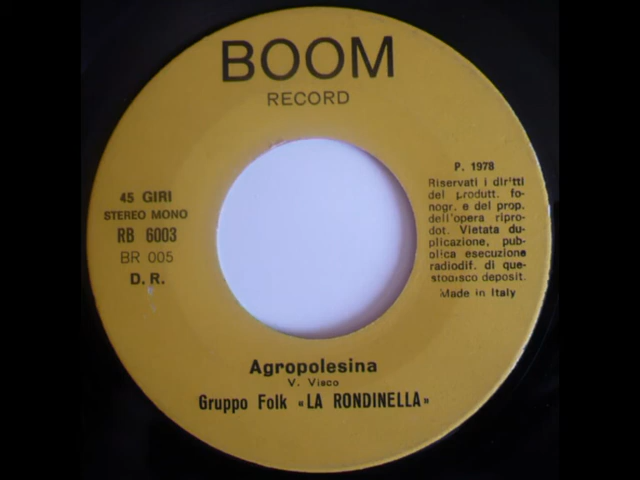 BOOM
RECORD
45 GIRI
STEREO MONO
RB 6003
BR 005
D. R.
P. 1978
Riservati i diritti
del produtt. fo-
nogr. e del prop.
dell'opera ripro-
dot. Vietata du-
plicazione, pub-
blica esecuzione
radiodif. di que-
stodisco deposit.
Made in Italy
Agropolesina
V. Visco
Gruppo Folk «LA RONDINELLA»